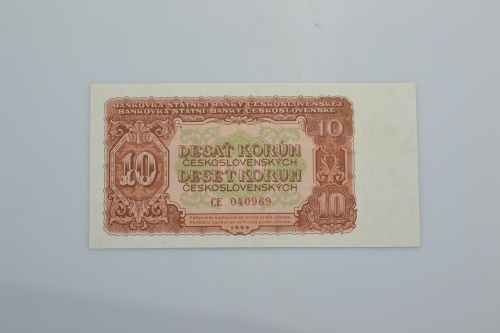 BANKOVKA ŠTÁTNEJ BANKY ČESKOSLOVENSKEJ
BANKOVKA STÁTNÍ BANKY ČESKOSLOVENSKÉ
10
10
DESAŤ KORÚN
ČESKOSLOVENSKÝCH
DESET KORUN
ČESKOSLOVENSKÝCH
CE 040969
10
1953